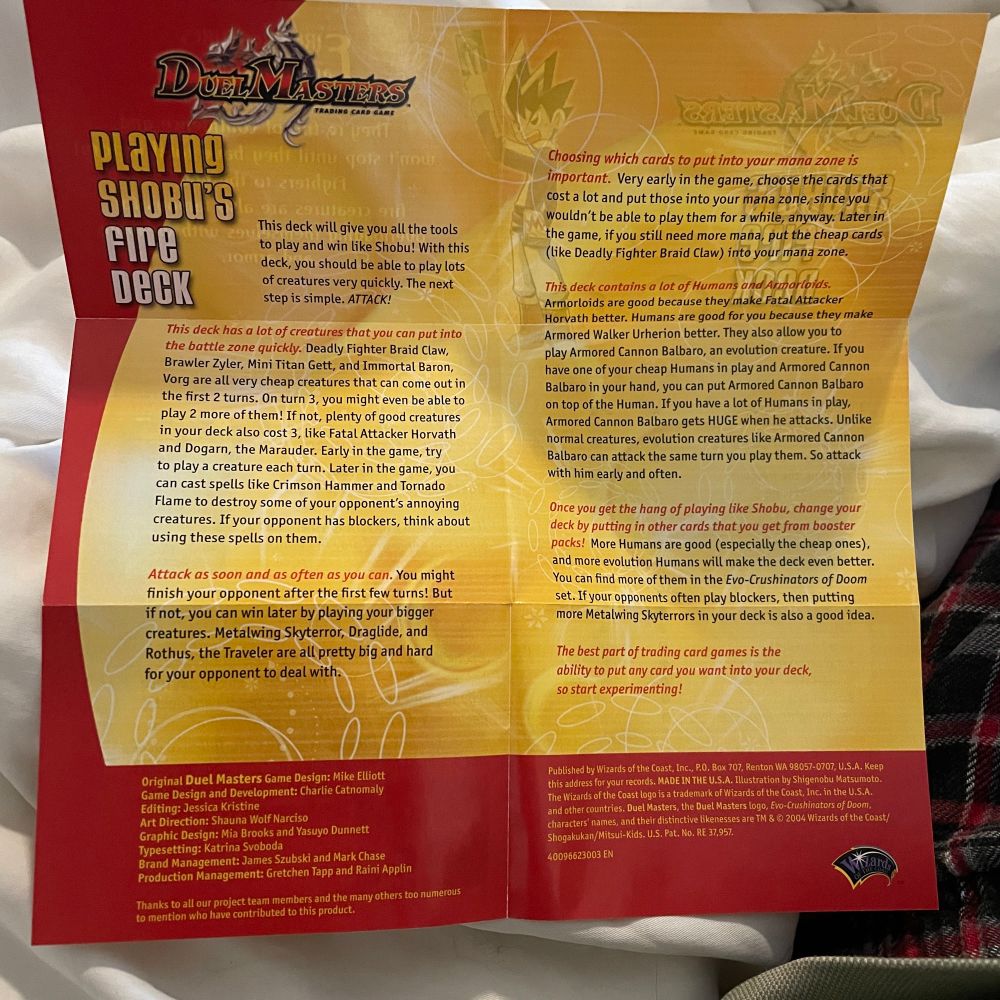 DUEL MASTERS
TRADING CARD GAME
PLAYING
SHOBU'S
FIRE
DECK
This deck will give you all the tools
to play and win like Shobu! With this
deck, you should be able to play lots
of creatures very quickly. The next
step is simple. ATTACK!
This deck has a lot of creatures that you can put into
the battle zone quickly. Deadly Fighter Braid Claw,
Brawler Zyler, Mini Titan Gett, and Immortal Baron,
Vorg are all very cheap creatures that can come out in
the first 2 turns. On turn 3, you might even be able to
play 2 more of them! If not, plenty of good creatures
in your deck also cost 3, like Fatal Attacker Horvath
and Dogarn, the Marauder. Early in the game, try
to play a creature each turn. Later in the game, you
can cast spells like Crimson Hammer and Tornado
Flame to destroy some of your opponent's annoying
creatures. If your opponent has blockers, think about
using these spells on them.
Attack as soon and as often as you can. You might
finish your opponent after the first few turns! But
if not, you can win later by playing your bigger
creatures. Metalwing Skyterror, Draglide, and
Rothus, the Traveler are all pretty big and hard
for your opponent to deal with.
Original Duel Masters Game Design: Mike Elliott
Game Design and Development: Charlie Catnomaly
Editing: Jessica Kristine
Art Direction: Shauna Wolf Narciso
Graphic Design: Mia Brooks and Yasuyo Dunnett
Typesetting: Katrina Svoboda
Brand Management: James Szubski and Mark Chase
Production Management: Gretchen Tapp and Raini Applin
Thanks to all our project team members and the many others too numerous
to mention who have contributed to this product.
Choosing which cards to put into your mana zone is
important. Very early in the game, choose the cards that
cost a lot and put those into your mana zone, since you
wouldn't be able to play them for a while, anyway. Later in
the game, if you still need more mana, put the cheap cards
(like Deadly Fighter Braid Claw) into your mana zone.
This deck contains a lot of Humans and Armorloids.
Armorloids are good because they make Fatal Attacker
Horvath better. Humans are good for you because they make
Armored Walker Urherion better. They also allow you to
play Armored Cannon Balbaro, an evolution creature. If you
have one of your cheap Humans in play and Armored Cannon
Balbaro in your hand, you can put Armored Cannon Balbaro
on top of the Human. If you have a lot of Humans in play,
Armored Cannon Balbaro gets HUGE when he attacks. Unlike
normal creatures, evolution creatures like Armored Cannon
Balbaro can attack the same turn you play them. So attack
with him early and often.
Once you get the hang of playing like Shobu, change your
deck by putting in other cards that you get from booster
packs! More Humans are good (especially the cheap ones),
and more evolution Humans will make the deck even better.
You can find more of them in the Evo-Crushinators of Doom
set. If your opponents often play blockers, then putting
more Metalwing Skyterrors in your deck is also a good idea.
The best part of trading card games is the
ability to put any card you want into your deck,
so start experimenting!
Published by Wizards of the Coast, Inc., P.O. Box 707, Renton WA 98057-0707, U.S.A. Keep
this address for your records. MADE IN THE U.S.A. Illustration by Shigenobu Matsumoto.
The Wizards of the Coast logo is a trademark of Wizards of the Coast, Inc. in the U.S.A.
and other countries. Duel Masters, the Duel Masters logo, Evo-Crushinators of Doom,
characters' names, and their distinctive likenesses are TM & © 2004 Wizards of the Coast/
Shogakukan/Mitsui-Kids. U.S. Pat. No. RE 37,957.
40096623003 EN
Wizards